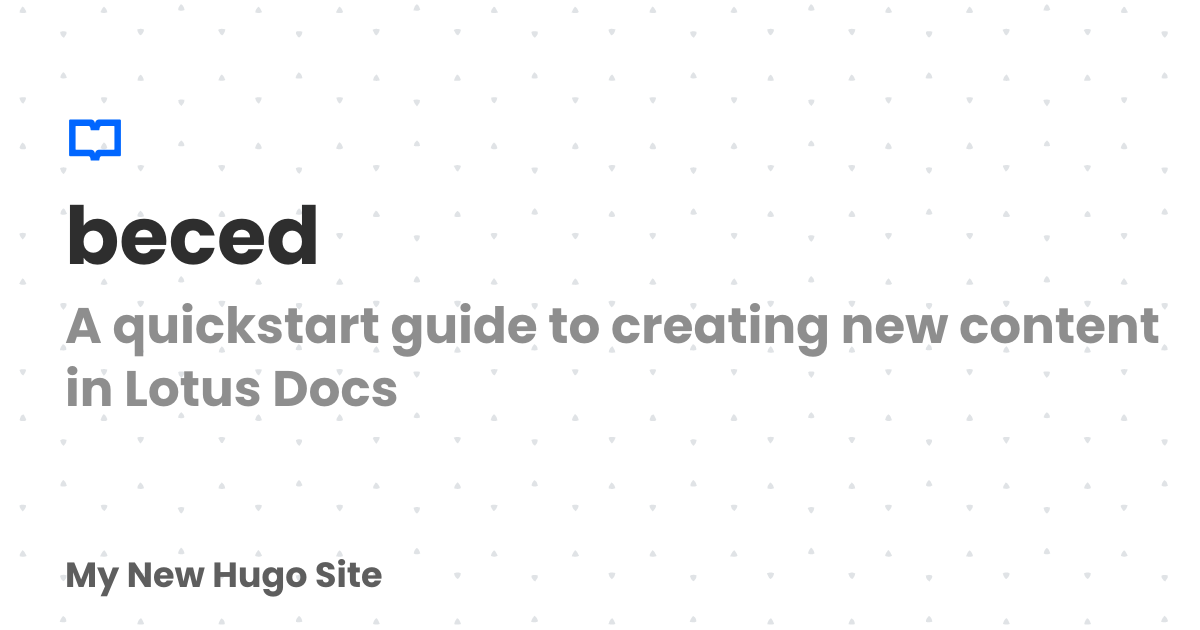 beced
A quickstart guide to creating new content
in Lotus Docs
My New Hugo Site